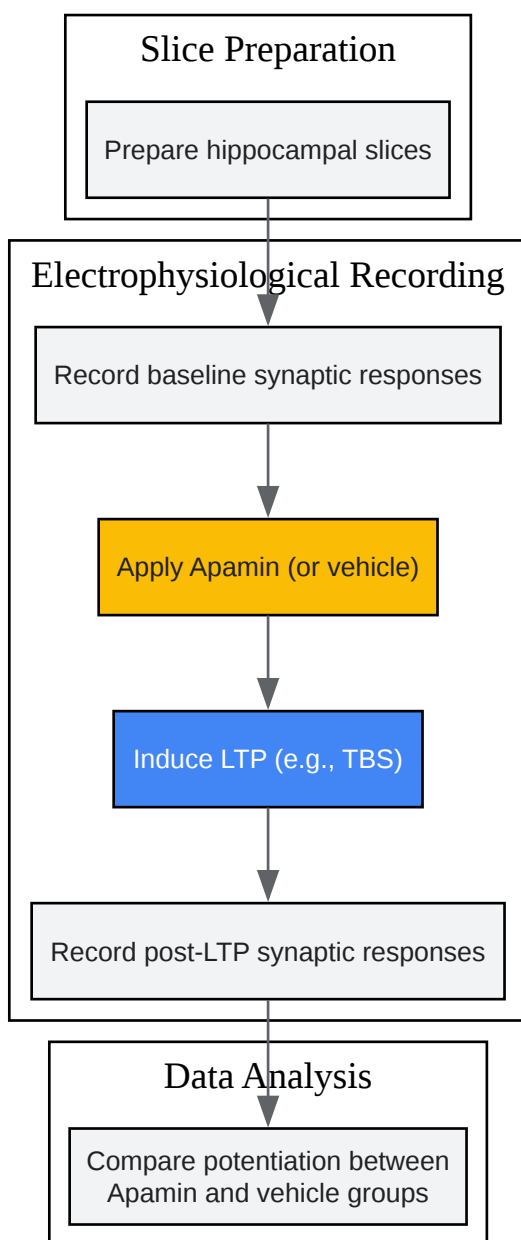 Slice Preparation
Prepare hippocampal slices
Electrophysiological Recording
Record baseline synaptic responses
Apply Apamin (or vehicle)
Induce LTP (e.g., TBS)
Record post-LTP synaptic responses
Data Analysis
Compare potentiation between
Apamin and vehicle groups